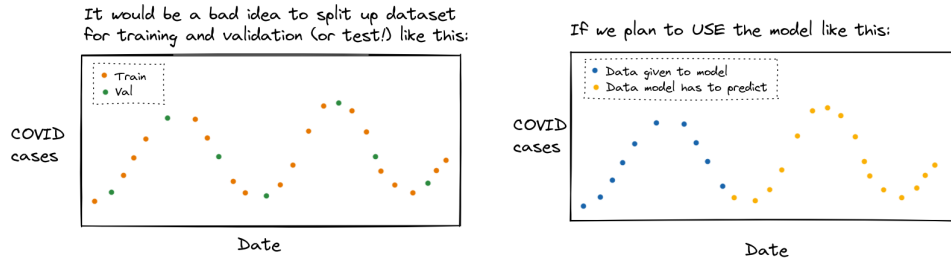 It would be a bad idea to split up dataset
for training and validation (or test!) like this:
Train
Val
COVID
cases
Date
If we plan to USE the model like this:
Data given to model
Data model has to predict
COVID
cases
Date